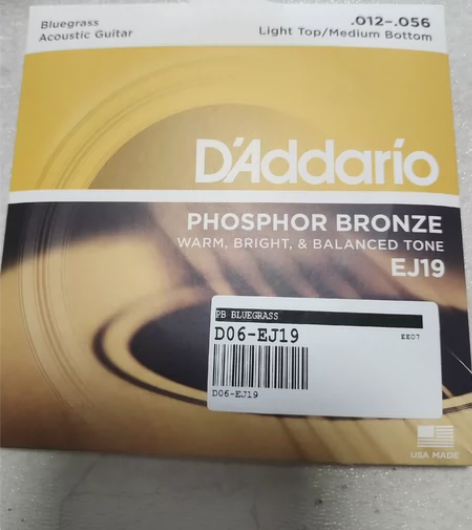 Bluegrass
Acoustic Guitar
.012–.056
Light Top/Medium Bottom
D'Addario
PHOSPHOR BRONZE
WARM, BRIGHT, & BALANCED TONE
EJ19
PB BLUEGRASS
D06-EJ19
EE07
D06-EJ19
USA MADE